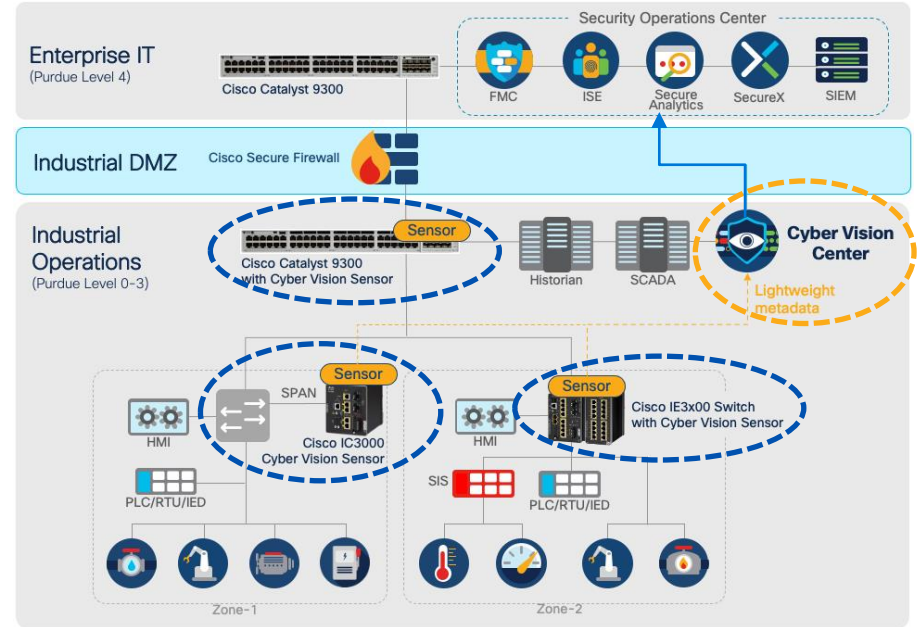 Security Operations Center
Enterprise IT
(Purdue Level 4)
Cisco Catalyst 9300
FMC
ISE
Secure
Analytics
SecureX
SIEM
Industrial DMZ
Cisco Secure Firewall
Industrial
Operations
(Purdue Level 0-3)
Sensor
Cisco Catalyst 9300
with Cyber Vision Sensor
Historian
SCADA
Cyber Vision
Center
Lightweight
metadata
Sensor
SPAN
HMI
Cisco IC3000
Cyber Vision Sensor
PLC/RTU/IED
Zone-1
Sensor
HMI
Cisco IE3x00 Switch
with Cyber Vision Sensor
SIS
PLC/RTU/IED
Zone-2